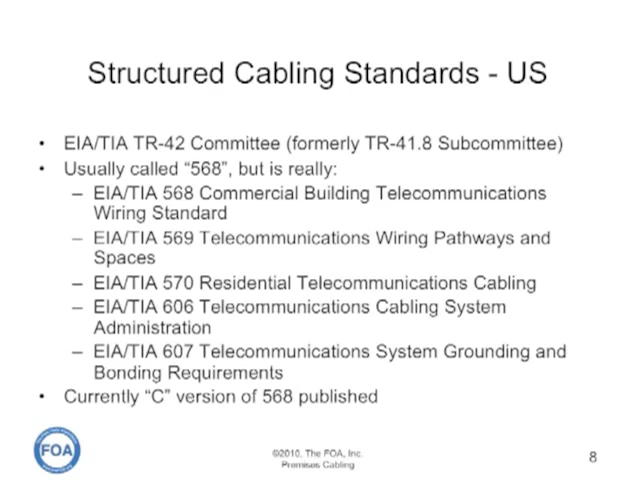 Structured Cabling Standards - US
• EIA/TIA TR-42 Committee (formerly TR-41.8 Subcommittee)
• Usually called “568”, but is really:
– EIA/TIA 568 Commercial Building Telecommunications
Wiring Standard
– EIA/TIA 569 Telecommunications Wiring Pathways and
Spaces
– EIA/TIA 570 Residential Telecommunications Cabling
– EIA/TIA 606 Telecommunications Cabling System
Administration
– EIA/TIA 607 Telecommunications System Grounding and
Bonding Requirements
• Currently “C” version of 568 published
FOA
©2010, The FOA, Inc.
Premises Cabling
8